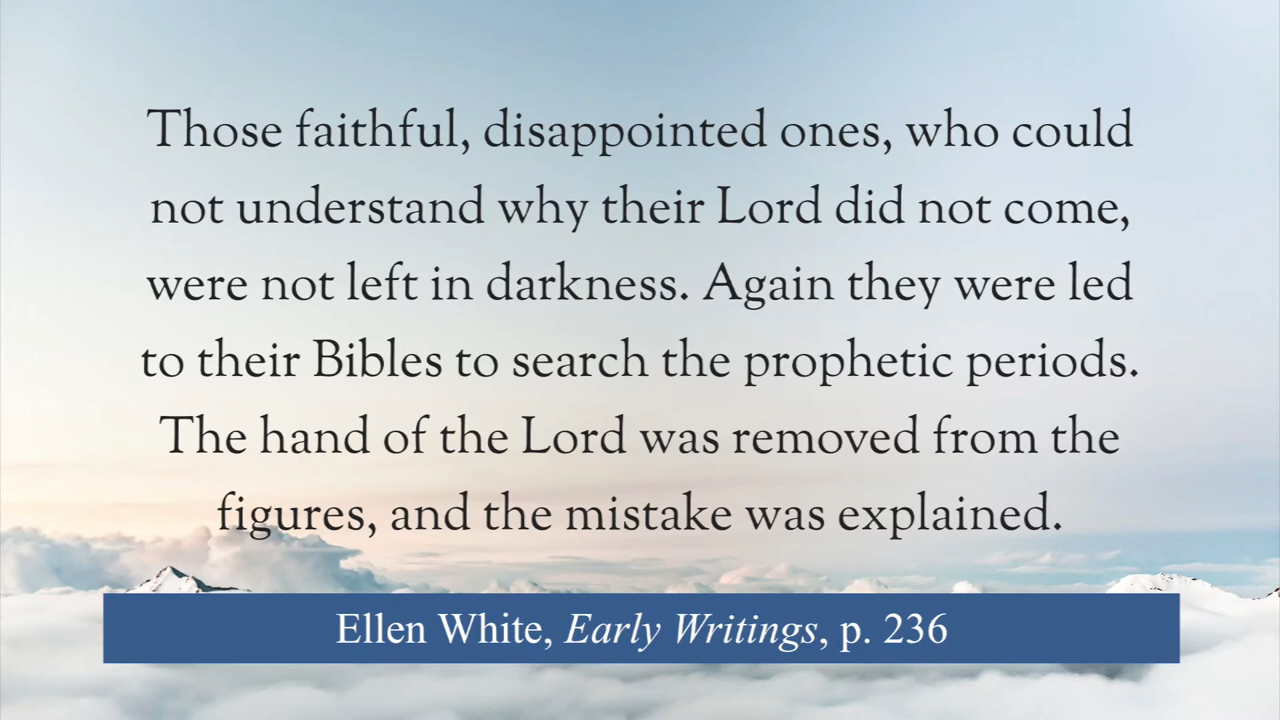 Those faithful, disappointed ones, who could
not understand why their Lord did not come,
were not left in darkness. Again they were led
to their Bibles to search the prophetic periods.
The hand of the Lord was removed from the
figures, and the mistake was explained.
Ellen White, Early Writings, p. 236